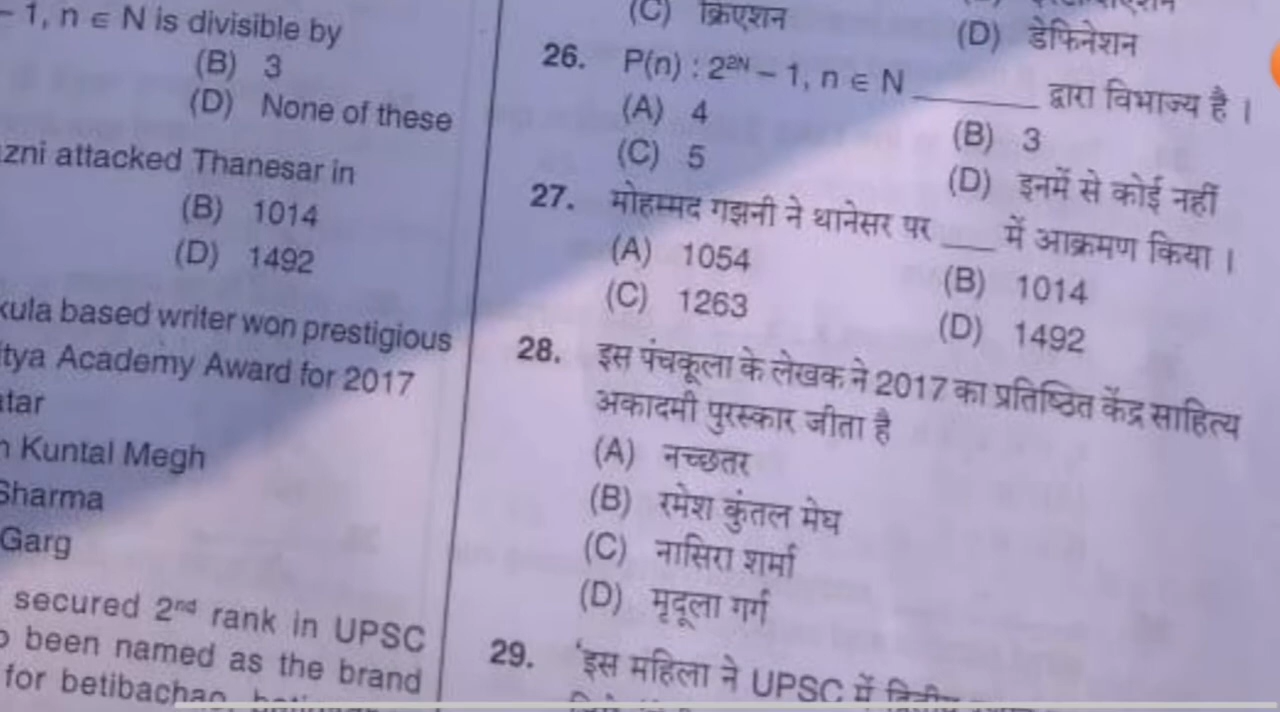 – 1, n ∈ N is divisible by
(B) 3
(D) None of these
zni attacked Thanesar in
(B) 1014
(D) 1492
kula based writer won prestigious
itya Academy Award for 2017
atar
n Kuntal Megh
Sharma
Garg
secured 2nd rank in UPSC
o been named as the brand
for betibachao
(C) क्रिएशन
(D) डेफिनेशन
26. P(n) : 2^2N – 1, n ∈ N ______ द्वारा विभाज्य है ।
(A) 4 (B) 3
(C) 5 (D) इनमें से कोई नहीं
27. मोहम्मद गझनी ने थानेसर पर ___ में आक्रमण किया ।
(A) 1054 (B) 1014
(C) 1263 (D) 1492
28. इस पंचकूला के लेखक ने 2017 का प्रतिष्ठित केंद्र साहित्य
अकादमी पुरस्कार जीता है
(A) नच्छतर
(B) रमेश कुंतल मेघ
(C) नासिरा शर्मा
(D) मृदूला गर्ग
29. 'इस महिला ने UPSC में द्वितीय